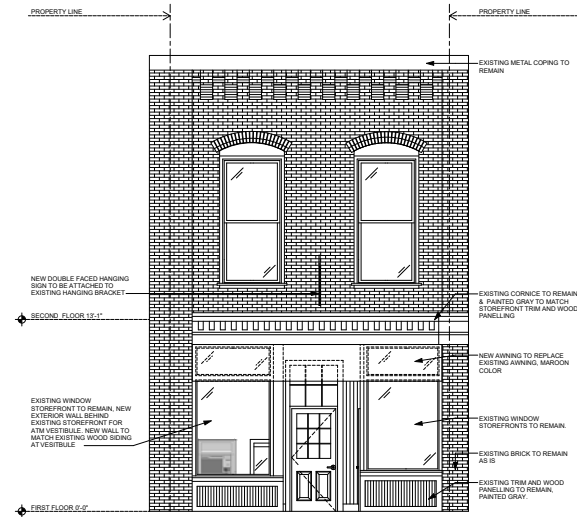 PROPERTY LINE
PROPERTY LINE
EXISTING METAL COPING TO
REMAIN
NEW DOUBLE FACED HANGING
SIGN TO BE ATTACHED TO
EXISTING HANGING BRACKET
EXISTING CORNICE TO REMAIN
& PAINTED GRAY TO MATCH
STOREFRONT TRIM AND WOOD
PANELLING
SECOND FLOOR 13'-1"
NEW AWNING TO REPLACE
EXISTING AWNING, MAROON
COLOR
EXISTING WINDOW
STOREFRONT TO REMAIN, NEW
EXTERIOR WALL BEHIND
EXISTING STOREFRONT FOR
ATM VESTIBULE. NEW WALL TO
MATCH EXISTING WOOD SIDING
AT VESTIBULE
EXISTING WINDOW
STOREFRONTS TO REMAIN.
EXISTING BRICK TO REMAIN
AS IS
EXISTING TRIM AND WOOD
PANELLING TO REMAIN,
PAINTED GRAY.
FIRST FLOOR 0'-0"